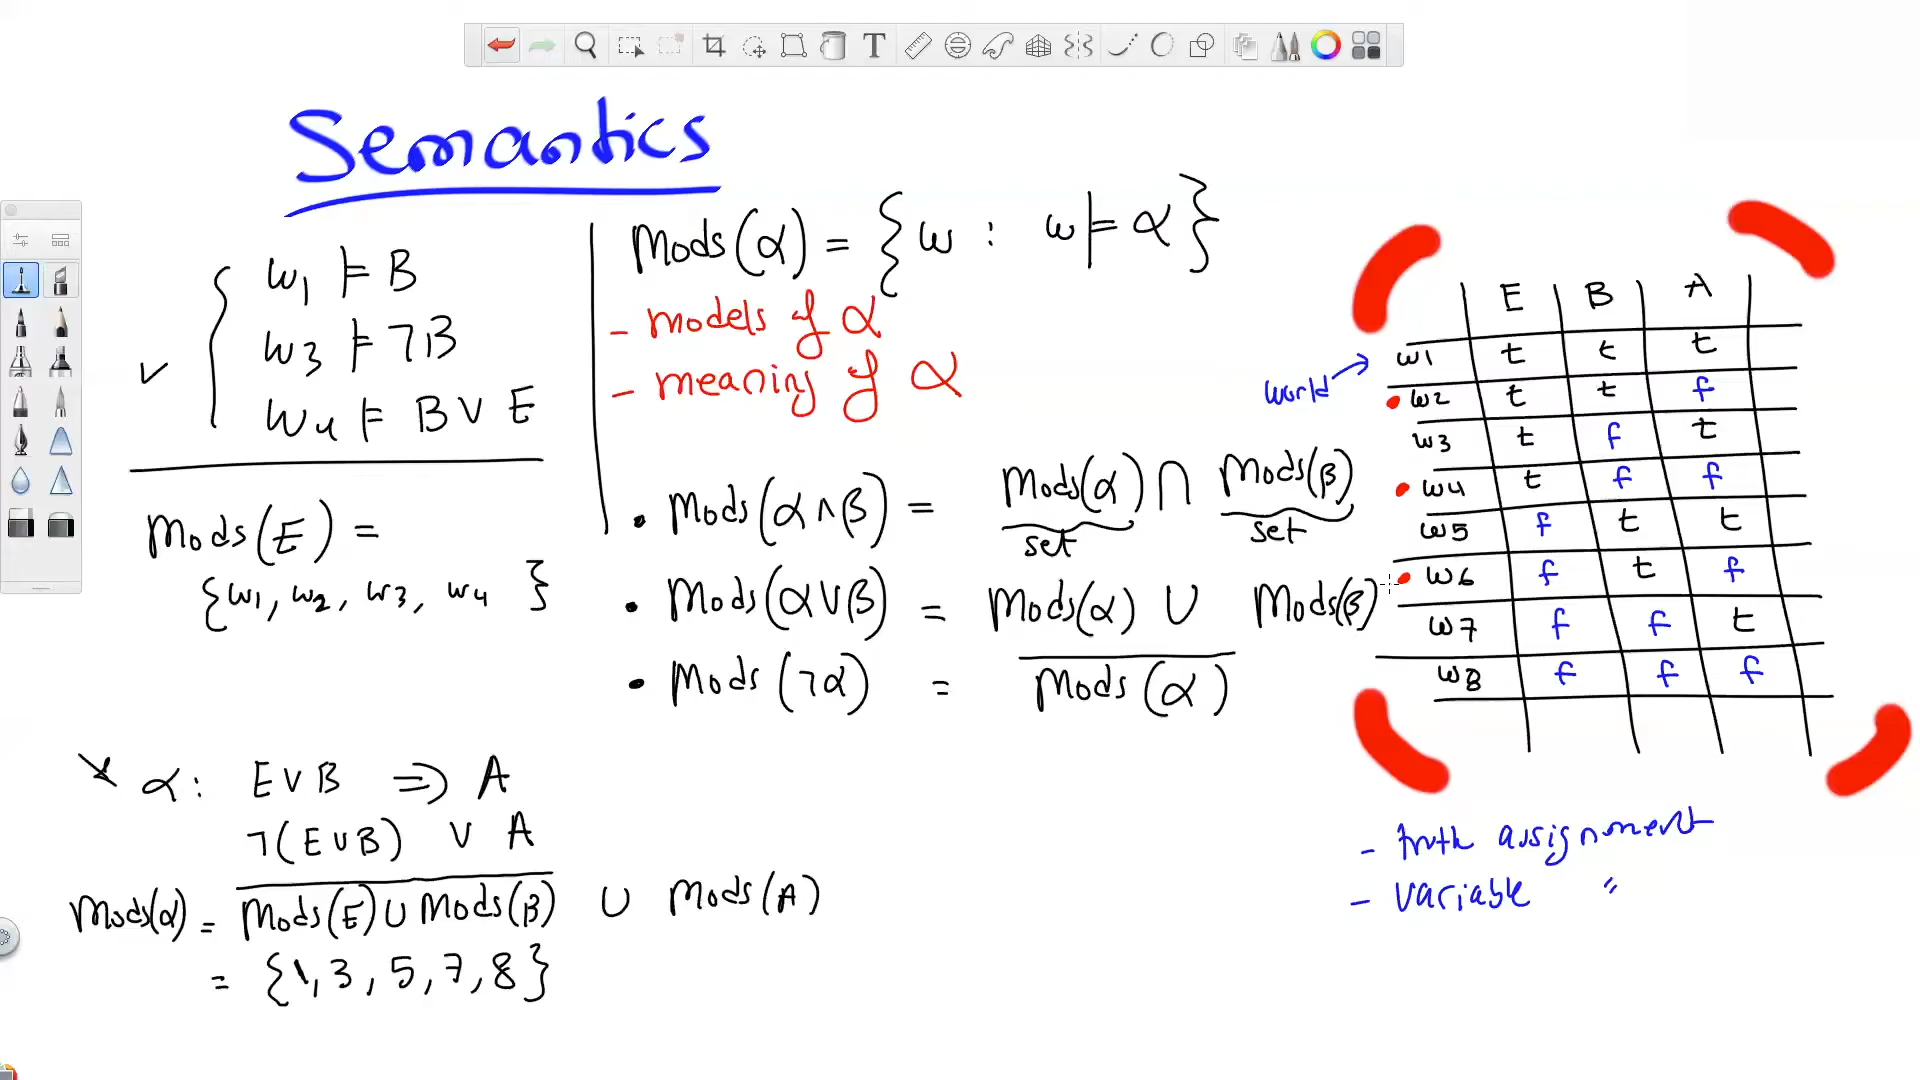 Semantics
w1 ⊨ B
w3 ⊨ ¬B
w4 ⊨ B ∨ E
Mods(E) =
{w1, w2, w3, w4 }
Mods(α) = {w : w ⊨ α}
- models of α
- meaning of α
• Mods(α ∧ β) = Mods(α) ∩ Mods(β)
set set
• Mods(α ∨ β) = Mods(α) ∪ Mods(β)
• Mods (¬α) = \overline{Mods (α)}
α: E ∨ B => A
¬(E ∨ B) ∨ A
Mods(α) = \overline{Mods(E) ∪ Mods(B)} ∪ Mods(A)
= {1, 3, 5, 7, 8}
E B A
world → w1 t t t
w2 t t f
w3 t f t
w4 t f f
w5 f t t
w6 f t f
w7 f f t
w8 f f f
- truth assignment
- variable "